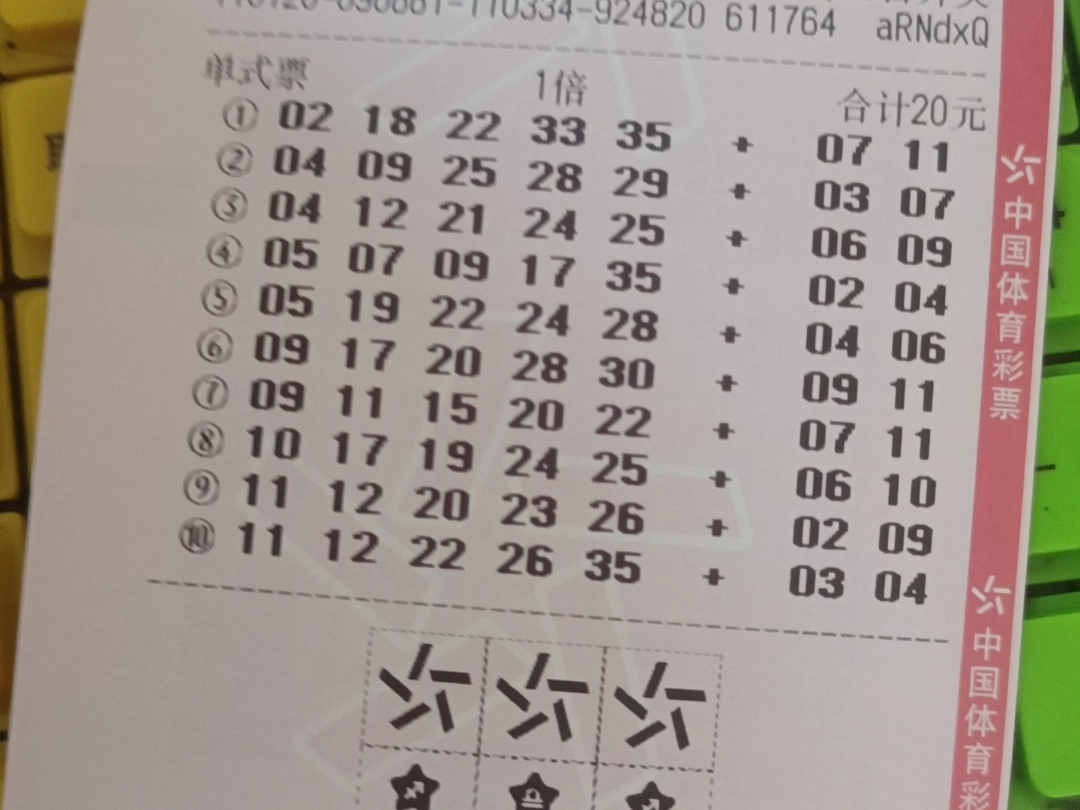 -110334-924820 611764 aRNdxQ
单式票 1倍 合计20元
① 02 18 22 33 35 + 07 11
② 04 09 25 28 29 + 03 07
③ 04 12 21 24 25 + 06 09
④ 05 07 09 17 35 + 02 04
⑤ 05 19 22 24 28 + 04 06
⑥ 09 17 20 28 30 + 09 11
⑦ 09 11 15 20 22 + 07 11
⑧ 10 17 19 24 25 + 06 10
⑨ 11 12 20 23 26 + 02 09
⑩ 11 12 22 26 35 + 03 04
中国体育彩票
中国体育彩